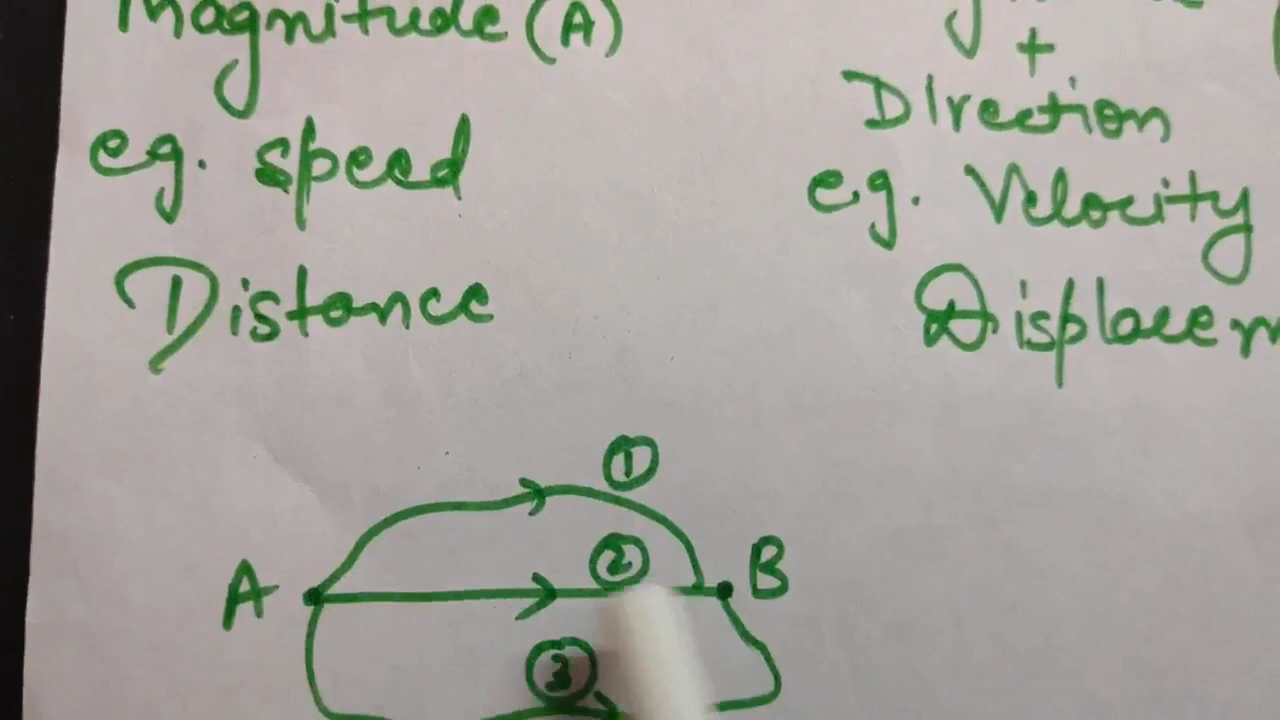 Magnitude (A)
eg. speed
Distance
+
Direction
eg. Velocity
Displacem
1
2
A
B
3